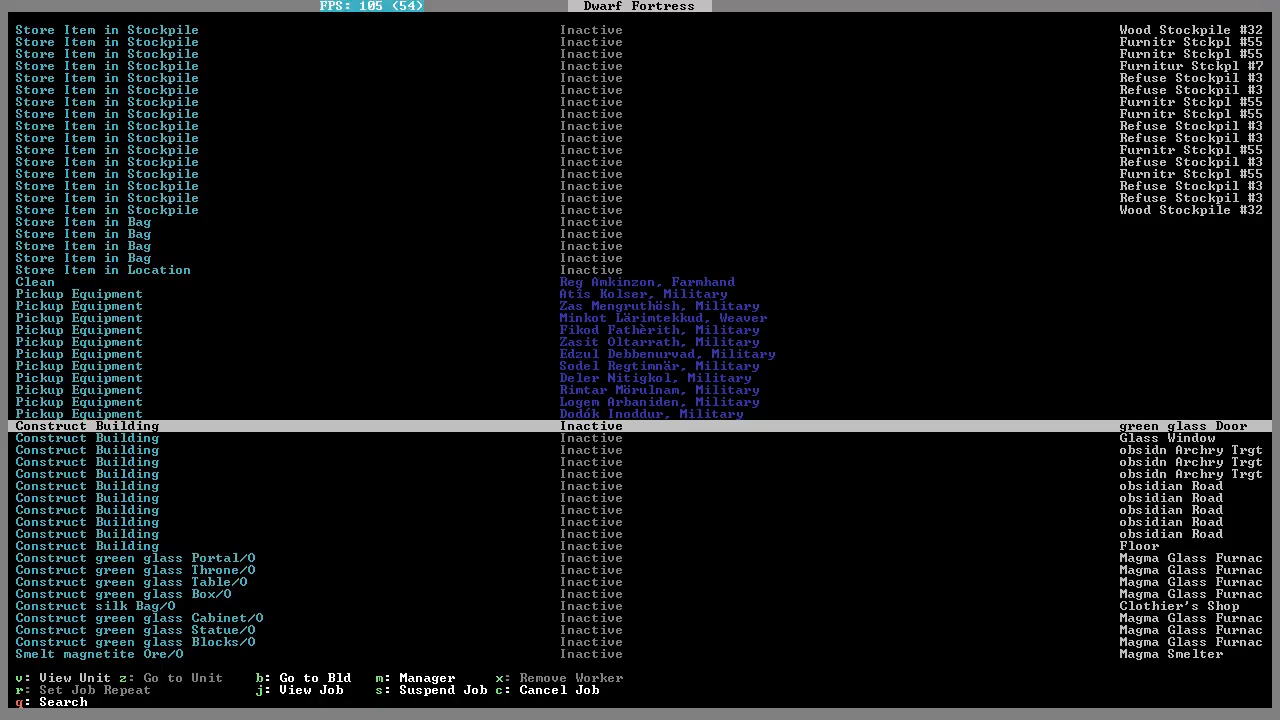 FPS: 105 (54) Dwarf Fortress
Store Item in Stockpile Inactive Wood Stockpile #32
Store Item in Stockpile Inactive Furnitr Stckpl #55
Store Item in Stockpile Inactive Furnitr Stckpl #55
Store Item in Stockpile Inactive Furnitur Stckpl #7
Store Item in Stockpile Inactive Refuse Stockpil #3
Store Item in Stockpile Inactive Refuse Stockpil #3
Store Item in Stockpile Inactive Furnitr Stckpl #55
Store Item in Stockpile Inactive Furnitr Stckpl #55
Store Item in Stockpile Inactive Refuse Stockpil #3
Store Item in Stockpile Inactive Refuse Stockpil #3
Store Item in Stockpile Inactive Furnitr Stckpl #55
Store Item in Stockpile Inactive Refuse Stockpil #3
Store Item in Stockpile Inactive Furnitr Stckpl #55
Store Item in Stockpile Inactive Refuse Stockpil #3
Store Item in Stockpile Inactive Refuse Stockpil #3
Store Item in Stockpile Inactive Wood Stockpile #32
Store Item in Bag Inactive
Store Item in Bag Inactive
Store Item in Bag Inactive
Store Item in Bag Inactive
Store Item in Location Inactive
Clean Reg Amkinzon, Farmhand
Pickup Equipment Atîs Kolser, Military
Pickup Equipment Zas Mengruthösh, Military
Pickup Equipment Minkot Lärimtekkud, Weaver
Pickup Equipment Fikod Fathèrith, Military
Pickup Equipment Zasit Oltarrath, Military
Pickup Equipment Edzul Debbenurvad, Military
Pickup Equipment Sodel Regtimnär, Military
Pickup Equipment Deler Nitigkol, Military
Pickup Equipment Rimtar Mörulnam, Military
Pickup Equipment Logem Arbaniden, Military
Pickup Equipment Dodók Inoddur, Military
Construct Building Inactive green glass Door
Construct Building Inactive Glass Window
Construct Building Inactive obsidn Archry Trgt
Construct Building Inactive obsidn Archry Trgt
Construct Building Inactive obsidn Archry Trgt
Construct Building Inactive obsidian Road
Construct Building Inactive obsidian Road
Construct Building Inactive obsidian Road
Construct Building Inactive obsidian Road
Construct Building Inactive obsidian Road
Construct Building Inactive Floor
Construct green glass Portal/O Inactive Magma Glass Furnac
Construct green glass Throne/O Inactive Magma Glass Furnac
Construct green glass Table/O Inactive Magma Glass Furnac
Construct green glass Box/O Inactive Magma Glass Furnac
Construct silk Bag/O Inactive Clothier's Shop
Construct green glass Cabinet/O Inactive Magma Glass Furnac
Construct green glass Statue/O Inactive Magma Glass Furnac
Construct green glass Blocks/O Inactive Magma Glass Furnac
Smelt magnetite Ore/O Inactive Magma Smelter
v: View Unit z: Go to Unit b: Go to Bld m: Manager x: Remove Worker
r: Set Job Repeat j: View Job s: Suspend Job c: Cancel Job
q: Search